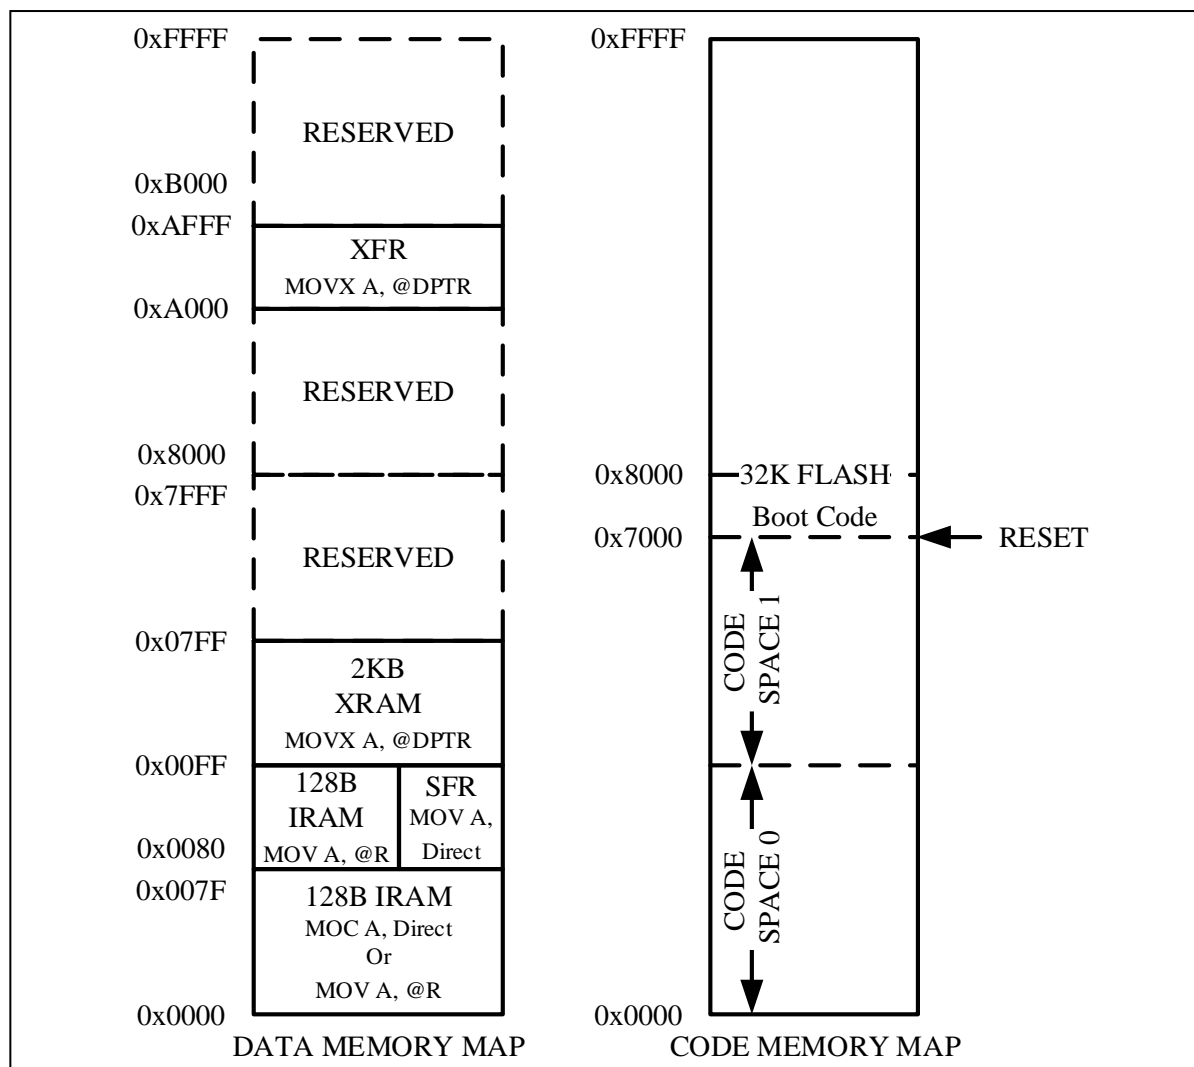 0xFFFF
RESERVED
0xB000
0xAFFF
XFR
MOVX A, @DPTR
0xA000
RESERVED
0x8000
0x7FFF
RESERVED
0x07FF
2KB
XRAM
MOVX A, @DPTR
0x00FF
128B
IRAM
MOV A, @R
SFR
MOV A,
Direct
0x0080
0x007F
128B IRAM
MOC A, Direct
Or
MOV A, @R
0x0000
DATA MEMORY MAP
0xFFFF
0x8000
32K FLASH
Boot Code
0x7000
RESET
CODE
SPACE 1
CODE
SPACE 0
0x0000
CODE MEMORY MAP